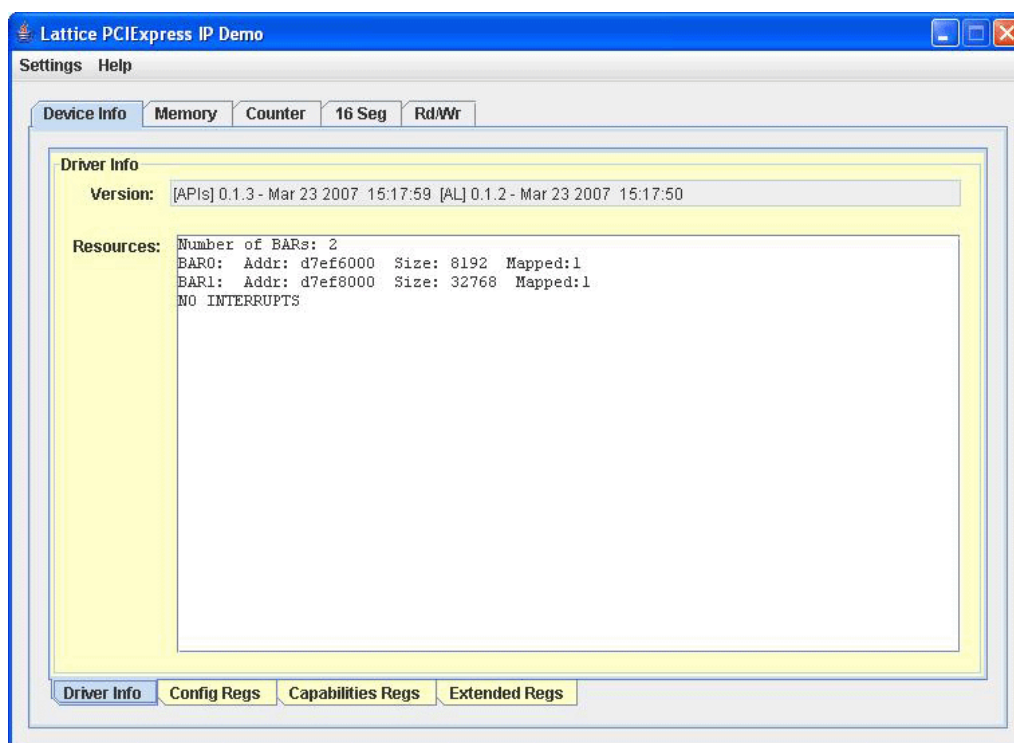 Lattice PCIExpress IP Demo
Settings Help
Device Info Memory Counter 16 Seg Rd/Wr
Driver Info
Version: [APIs] 0.1.3 - Mar 23 2007 15:17:59 [AL] 0.1.2 - Mar 23 2007 15:17:50
Resources: Number of BARs: 2
BAR0: Addr: d7ef6000 Size: 8192 Mapped:1
BAR1: Addr: d7ef8000 Size: 32768 Mapped:1
NO INTERRUPTS
Driver Info Config Regs Capabilities Regs Extended Regs